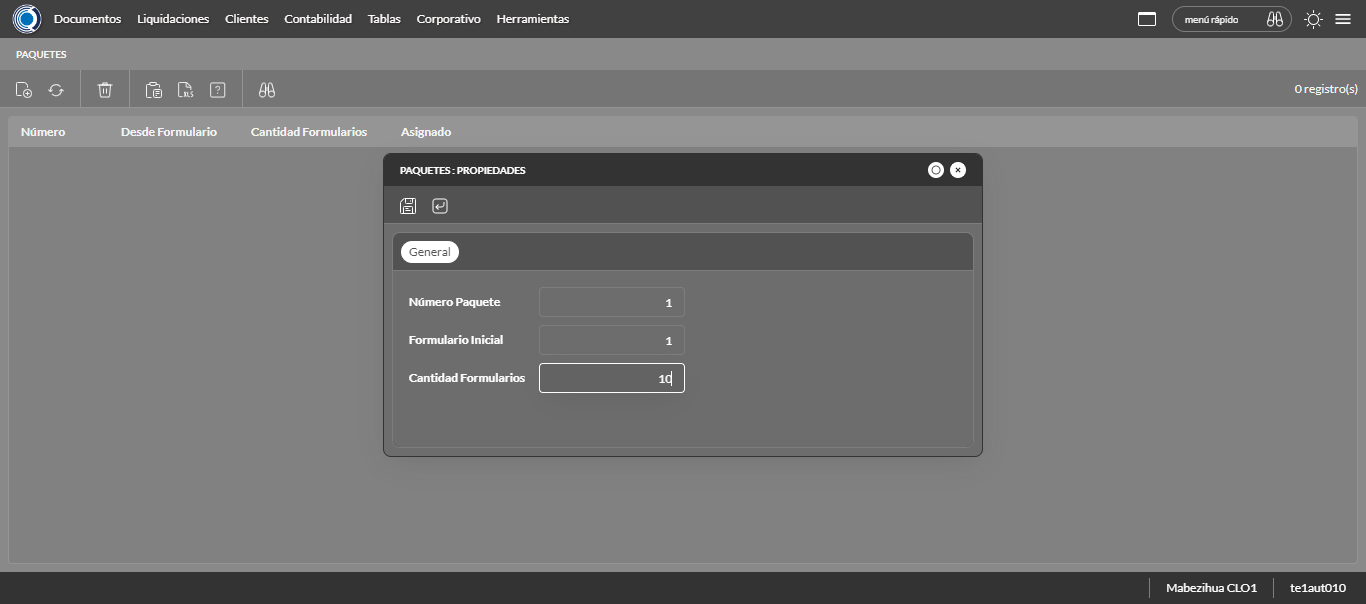 Documentos Liquidaciones Clientes Contabilidad Tablas Corporativo Herramientas menú rápido
PAQUETES
XLS ? 0 registro(s)
Número Desde Formulario Cantidad Formularios Asignado
PAQUETES : PROPIEDADES
General
Número Paquete 1
Formulario Inicial 1
Cantidad Formularios 10
Mabezihua CLO1 te1aut010